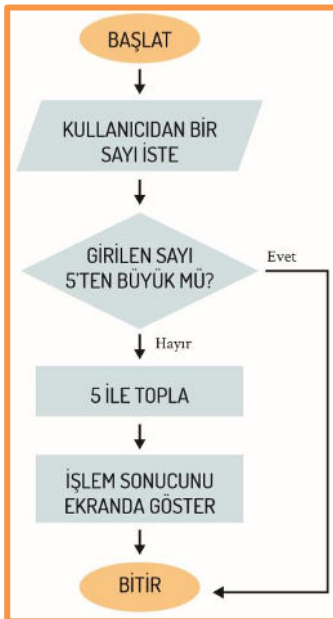 BAŞLAT
KULLANICIDAN BİR
SAYI İSTE
GİRİLEN SAYI
5'TEN BÜYÜK MÜ?
Evet
Hayır
5 İLE TOPLA
İŞLEM SONUCUNU
EKRANDA GÖSTER
BİTİR